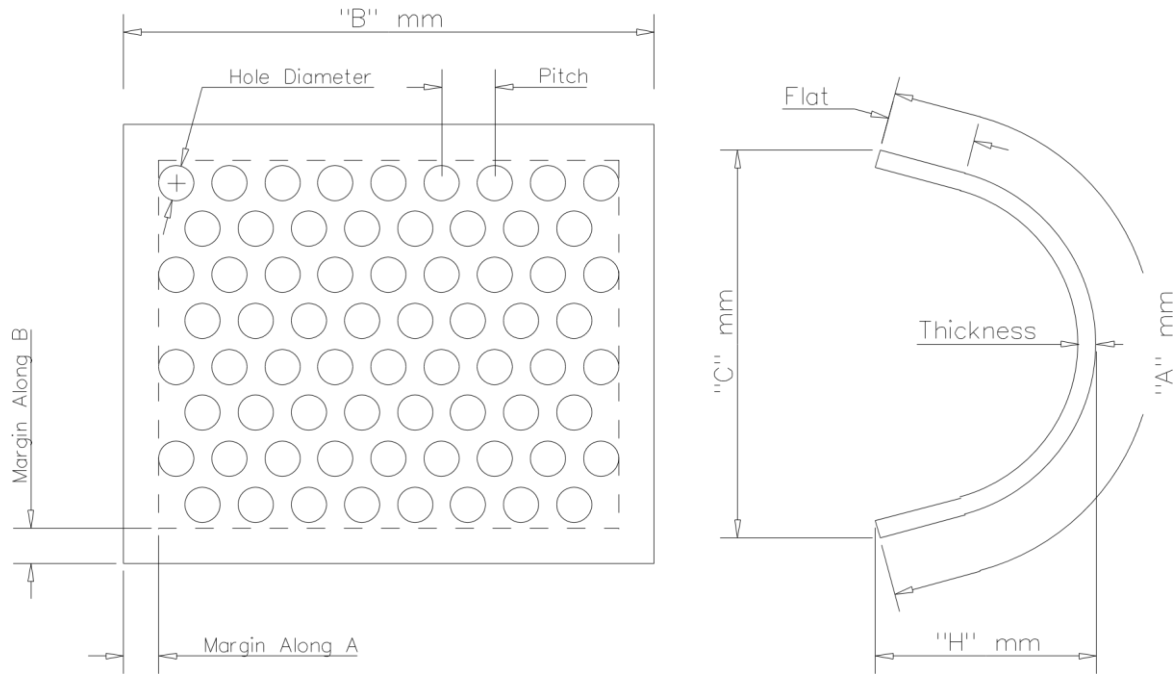 "B" mm
Hole Diameter
Pitch
Flat
"C" mm
Thickness
"A" mm
Margin Along B
Margin Along A
"H" mm